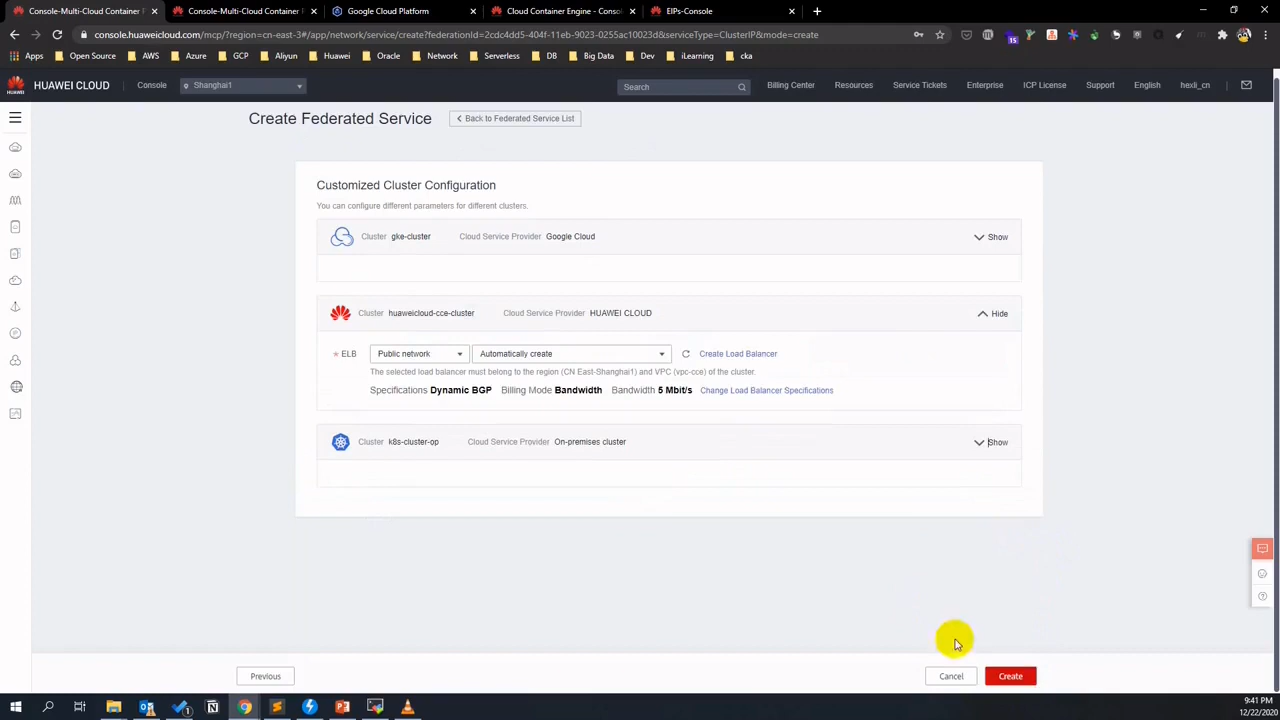 Console-Multi-Cloud Container P
Console-Multi-Cloud Container P
Google Cloud Platform
Cloud Container Engine - Conso
EIPs-Console
console.huaweicloud.com/mcp/?region=cn-east-3#/app/network/service/create?federationId=2cdc4dd5-404f-11eb-9023-0255ac10023d&serviceType=ClusterIP&mode=create
15
Apps Open Source AWS Azure GCP Aliyun Huawei Oracle Network Serverless DB Big Data Dev iLearning cka
HUAWEI CLOUD Console Shanghai1 Search Billing Center Resources Service Tickets Enterprise ICP License Support English hexli_cn
Create Federated Service Back to Federated Service List
Customized Cluster Configuration
You can configure different parameters for different clusters.
Cluster gke-cluster Cloud Service Provider Google Cloud Show
Cluster huaweicloud-cce-cluster Cloud Service Provider HUAWEI CLOUD Hide
* ELB Public network Automatically create Create Load Balancer
The selected load balancer must belong to the region (CN East-Shanghai1) and VPC (vpc-cce) of the cluster.
Specifications Dynamic BGP Billing Mode Bandwidth Bandwidth 5 Mbit/s Change Load Balancer Specifications
Cluster k8s-cluster-op Cloud Service Provider On-premises cluster Show
Previous Cancel Create
9:41 PM
12/22/2020